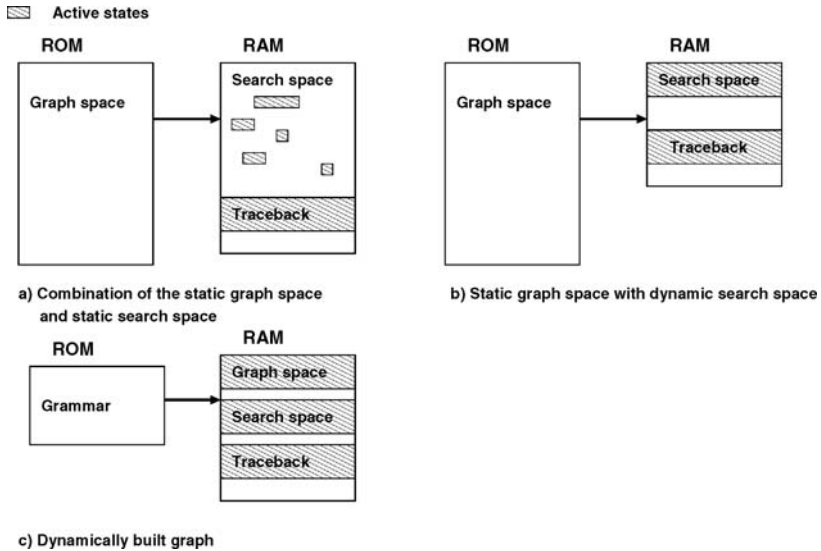 Active states
ROM
RAM
Graph space
Search space
Traceback
a) Combination of the static graph space
and static search space
ROM
RAM
Graph space
Search space
Traceback
b) Static graph space with dynamic search space
ROM
RAM
Grammar
Graph space
Search space
Traceback
c) Dynamically built graph